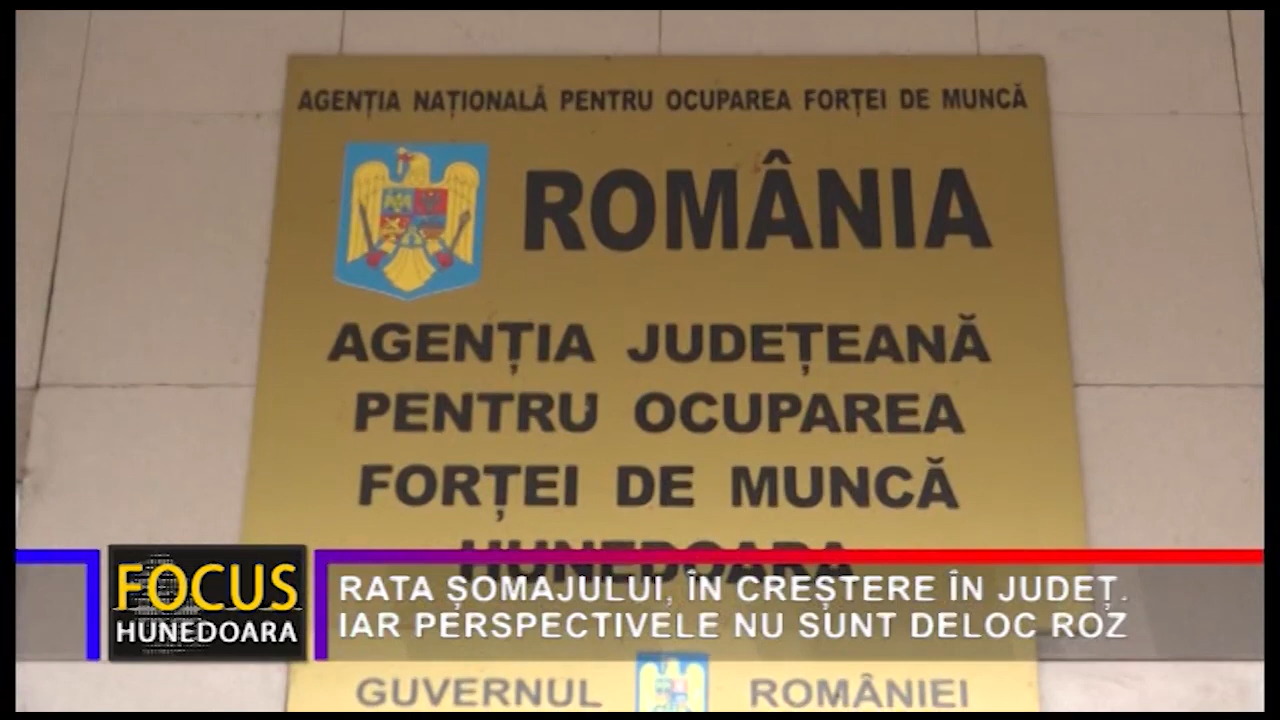 AGENȚIA NAȚIONALĂ PENTRU OCUPAREA FORȚEI DE MUNCĂ
ROMÂNIA
AGENȚIA JUDEȚEANĂ
PENTRU OCUPAREA
FORȚEI DE MUNCĂ
HUNEDOARA
FOCUS
HUNEDOARA
RATA ȘOMAJULUI, ÎN CREȘTERE ÎN JUDEȚ.
IAR PERSPECTIVELE NU SUNT DELOC ROZ
GUVERNUL ROMÂNIEI